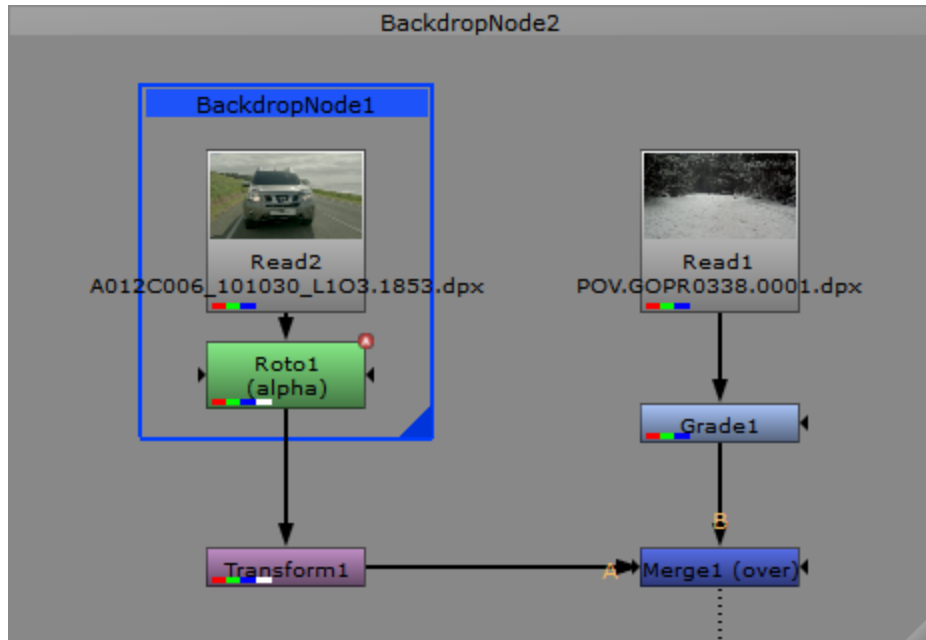 BackdropNode2
BackdropNode1
Read2
A012C006_101030_L1O3.1853.dpx
Roto1
(alpha)
A
Transform1
Read1
POV.GOPR0338.0001.dpx
Grade1
B
A
Merge1 (over)